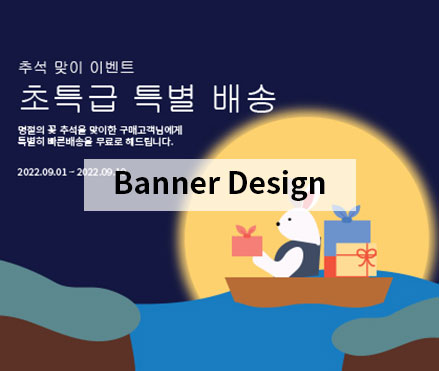 추석 맞이 이벤트
초특급 특별 배송
명절의 꽃 추석을 맞이한 구매고객님에게
특별히 빠른배송을 무료로 해드립니다.
2022.09.01 ~ 2022.09.
Banner Design